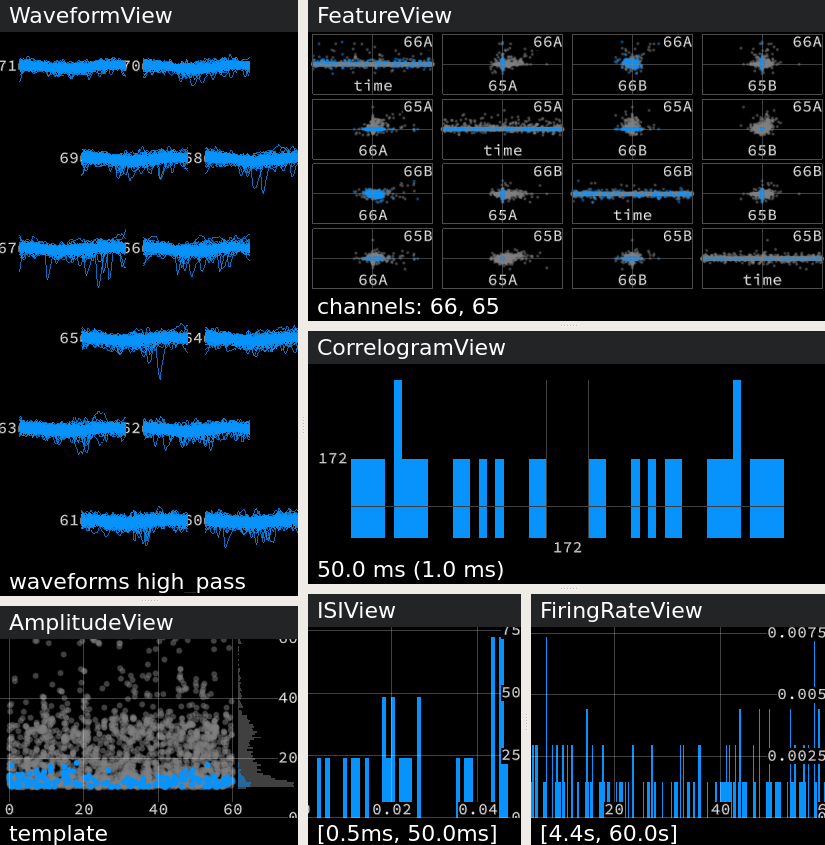 WaveformView
71 70
69 68
67 66
65 64
63 62
61 60
waveforms high_pass
FeatureView
66A 66A 66A 66A
time 65A 66B 65B
65A 65A 65A 65A
66A time 66B 65B
66B 66B 66B 66B
66A 65A time 65B
65B 65B 65B 65B
66A 65A 66B time
channels: 66, 65
CorrelogramView
172
172
50.0 ms (1.0 ms)
AmplitudeView
60
40
20
0
0 20 40 60
template
ISIView
75
50
25
0
0.02 0.04
[0.5ms, 50.0ms]
FiringRateView
0.0075
0.005
0.0025
20 40
[4.4s, 60.0s]